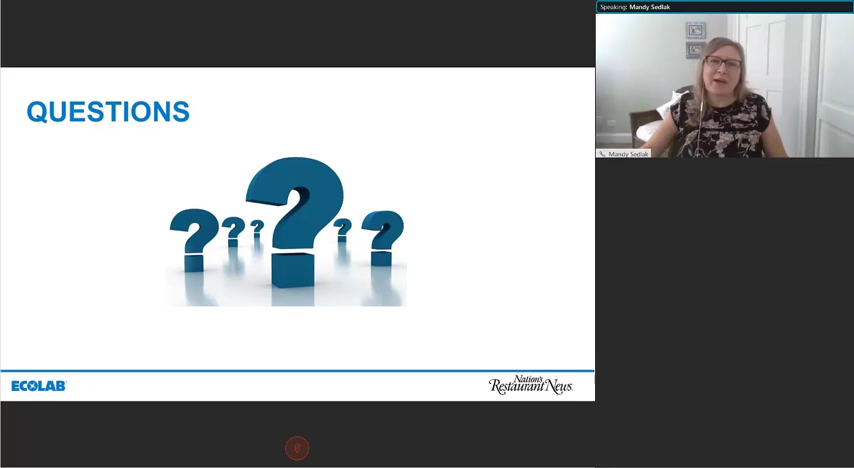 Speaking: Mandy Sedlak
QUESTIONS
Mandy Sedlak
ECOLAB
Nation's
Restaurant News